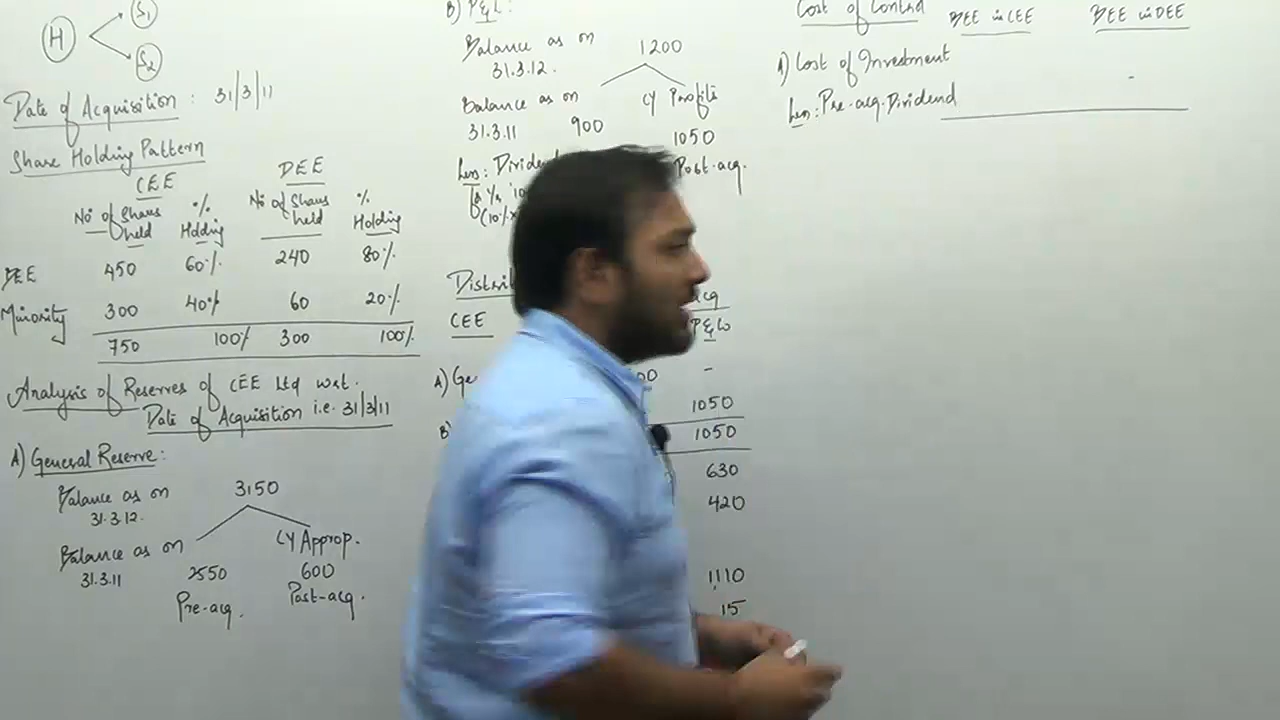 H
S1
S2
Date of Acquisition : 31/3/11
Share Holding Pattern
CEE DEE
No of Shares held % Holding No of Shares held % Holding
DEE 450 60% 240 80%
Minority 300 40% 60 20%
750 100% 300 100%
Analysis of Reserves of CEE Ltd wrt.
Date of Acquisition i.e. 31/3/11
A) General Reserve:
Balance as on 3150
31.3.12.
Balance as on CY Approp.
31.3.11 2550 600
Pre-acq. Post-acq.
B) P&L:
Balance as on 1200
31.3.12.
Balance as on CY Profits
31.3.11 900 1050
Less: Post-acq.
CEE P&L
A)
-
1050
B)
1050
630
420
1110
15
Cost of Control DEE in CEE DEE in DEE
A) Cost of Investment
-
Less: Pre-acq. Dividend